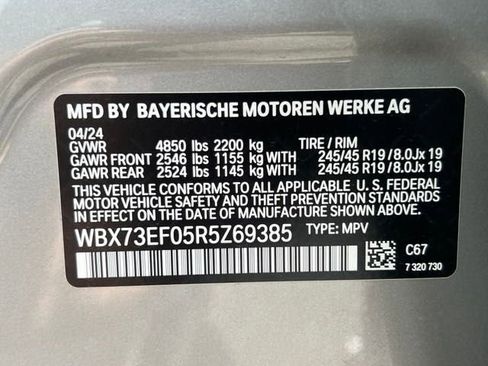 MFD BY BAYERISCHE MOTOREN WERKE AG
04/24
GVWR 4850 lbs 2200 kg TIRE / RIM
GAWR FRONT 2546 lbs 1155 kg WITH 245/45 R19 / 8.0Jx 19
GAWR REAR 2524 lbs 1145 kg WITH 245/45 R19 / 8.0Jx 19
THIS VEHICLE CONFORMS TO ALL APPLICABLE U. S. FEDERAL
MOTOR VEHICLE SAFETY AND THEFT PREVENTION STANDARDS
IN EFFECT ON THE DATE OF MANUFACTURE SHOWN ABOVE.
WBX73EF05R5Z69385 TYPE: MPV
C67
7 320 730